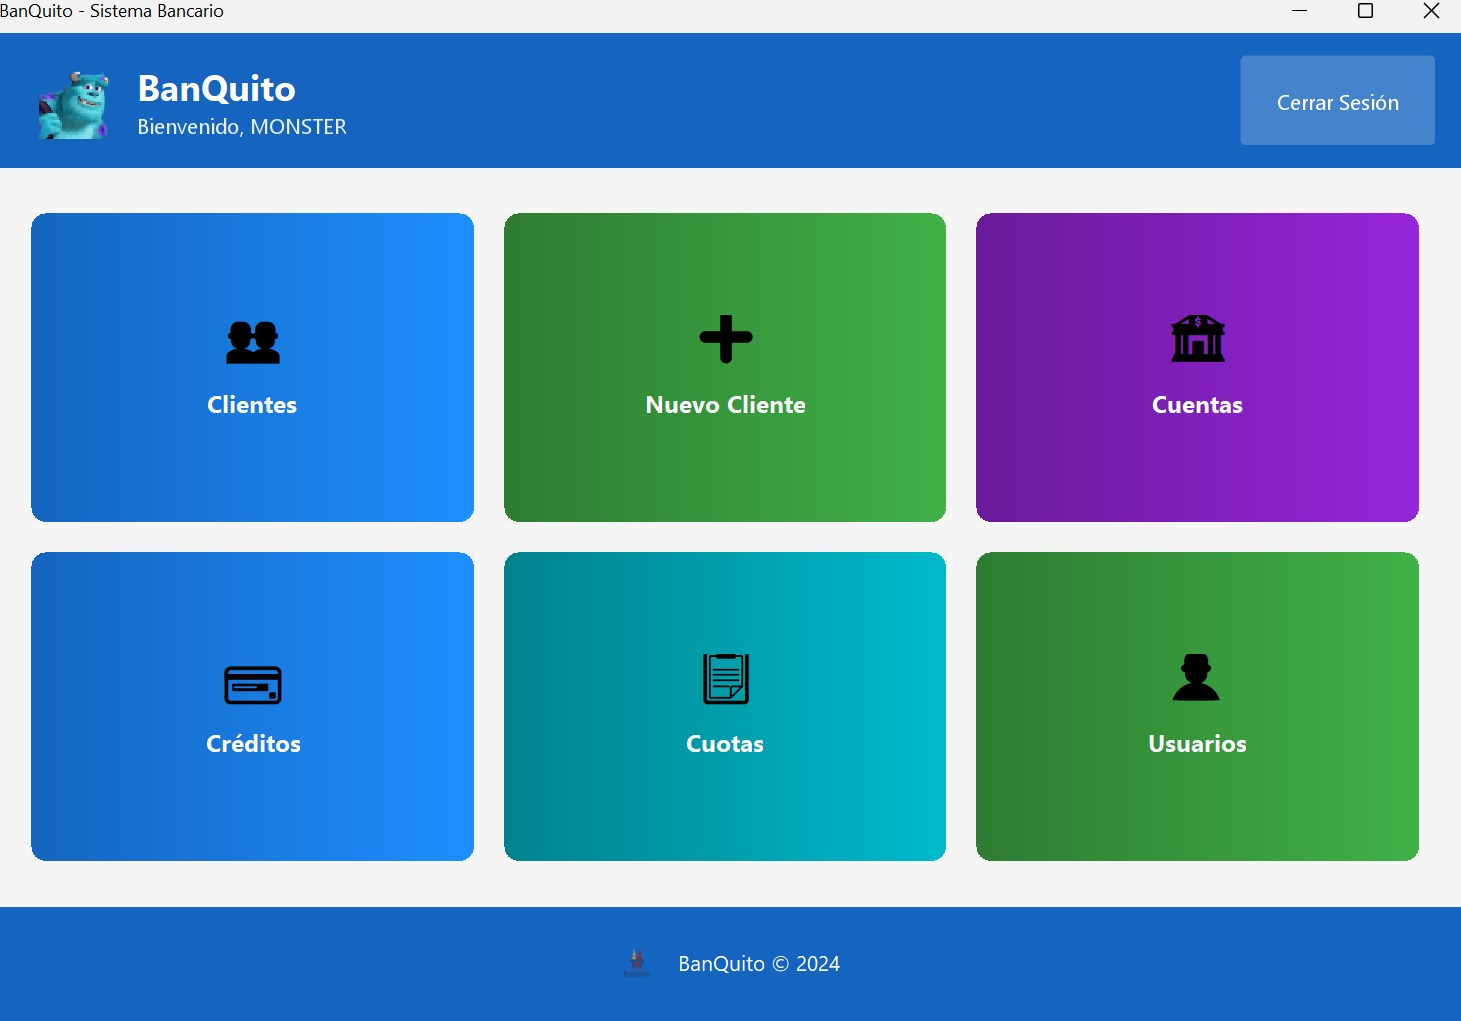 BanQuito - Sistema Bancario
BanQuito
Bienvenido, MONSTER
Cerrar Sesión
Clientes
Nuevo Cliente
Cuentas
Créditos
Cuotas
Usuarios
BanQuito © 2024